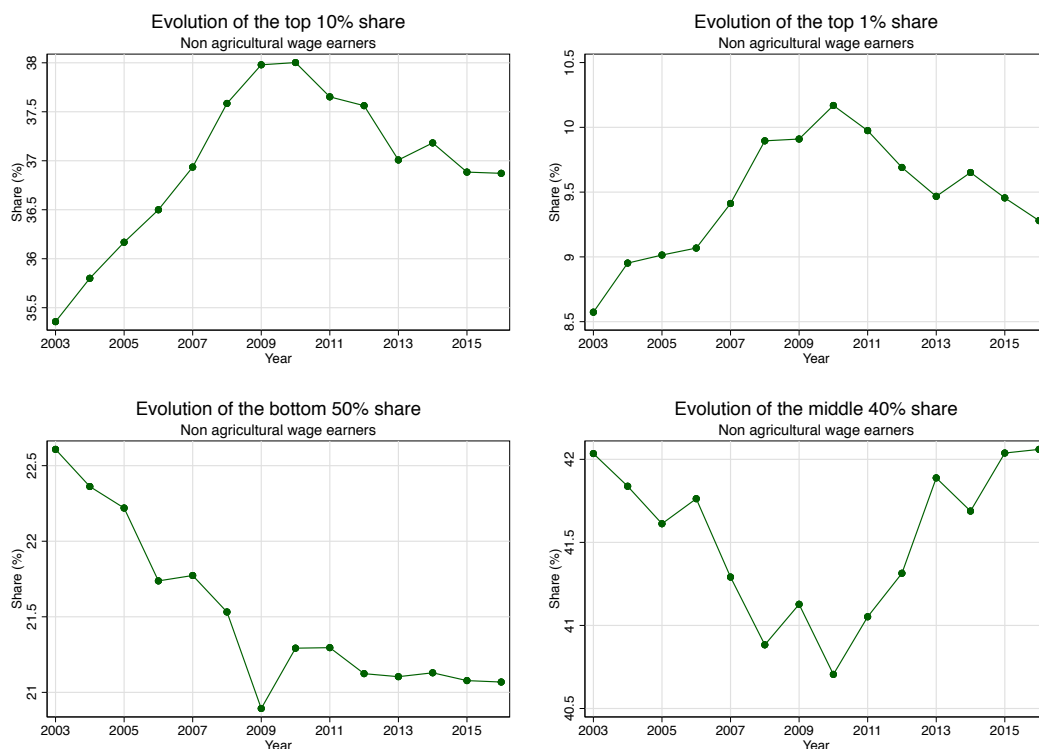 Evolution of the top 10% share
Non agricultural wage earners
Share (%)
38
37.5
37
36.5
36
35.5
2003 2005 2007 2009 2011 2013 2015
Year
Evolution of the top 1% share
Non agricultural wage earners
Share (%)
10.5
10
9.5
9
8.5
2003 2005 2007 2009 2011 2013 2015
Year
Evolution of the bottom 50% share
Non agricultural wage earners
Share (%)
22.5
22
21.5
21
2003 2005 2007 2009 2011 2013 2015
Year
Evolution of the middle 40% share
Non agricultural wage earners
Share (%)
42
41.5
41
40.5
2003 2005 2007 2009 2011 2013 2015
Year